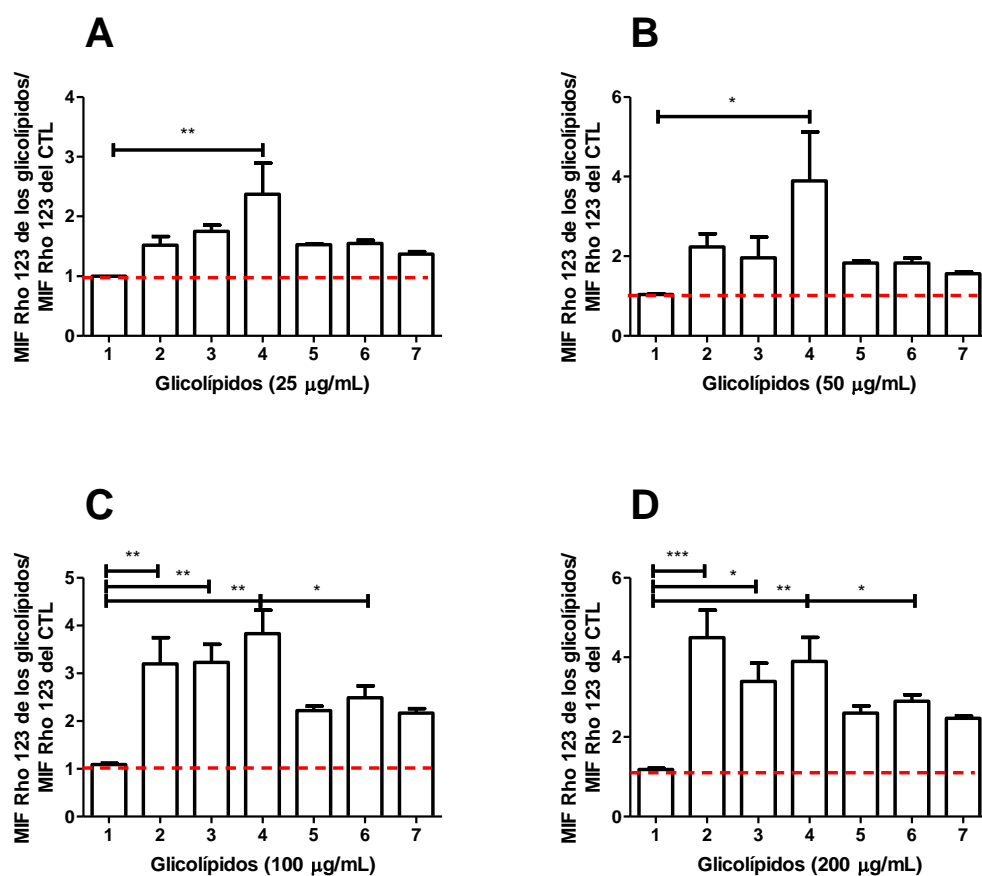 A
MIF Rho 123 de los glicolípidos/
MIF Rho 123 del CTL
4
3
2
1
0
**
1 2 3 4 5 6 7
Glicolípidos (25 μg/mL)
B
MIF Rho 123 de los glicolípidos/
MIF Rho 123 del CTL
6
4
2
0
*
1 2 3 4 5 6 7
Glicolípidos (50 μg/mL)
C
MIF Rho 123 de los glicolípidos/
MIF Rho 123 del CTL
5
4
3
2
1
0
**
**
** *
1 2 3 4 5 6 7
Glicolípidos (100 μg/mL)
D
MIF Rho 123 de los glicolípidos/
MIF Rho 123 del CTL
6
4
2
0
***
*
** *
1 2 3 4 5 6 7
Glicolípidos (200 μg/mL)